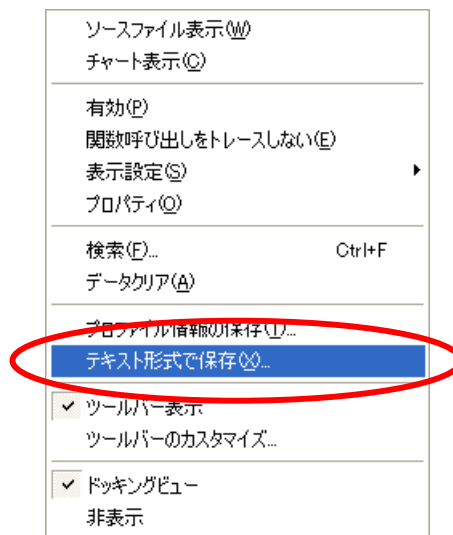 ソースファイル表示(W)
チャート表示(C)
有効(P)
関数呼び出しをトレースしない(E)
表示設定(S)
プロパティ(O)
検索(F)... Ctrl+F
データクリア(A)
プロファイル情報の保存(T)...
テキスト形式で保存(X)...
ツールバー表示
ツールバーのカスタマイズ...
ドッキングビュー
非表示